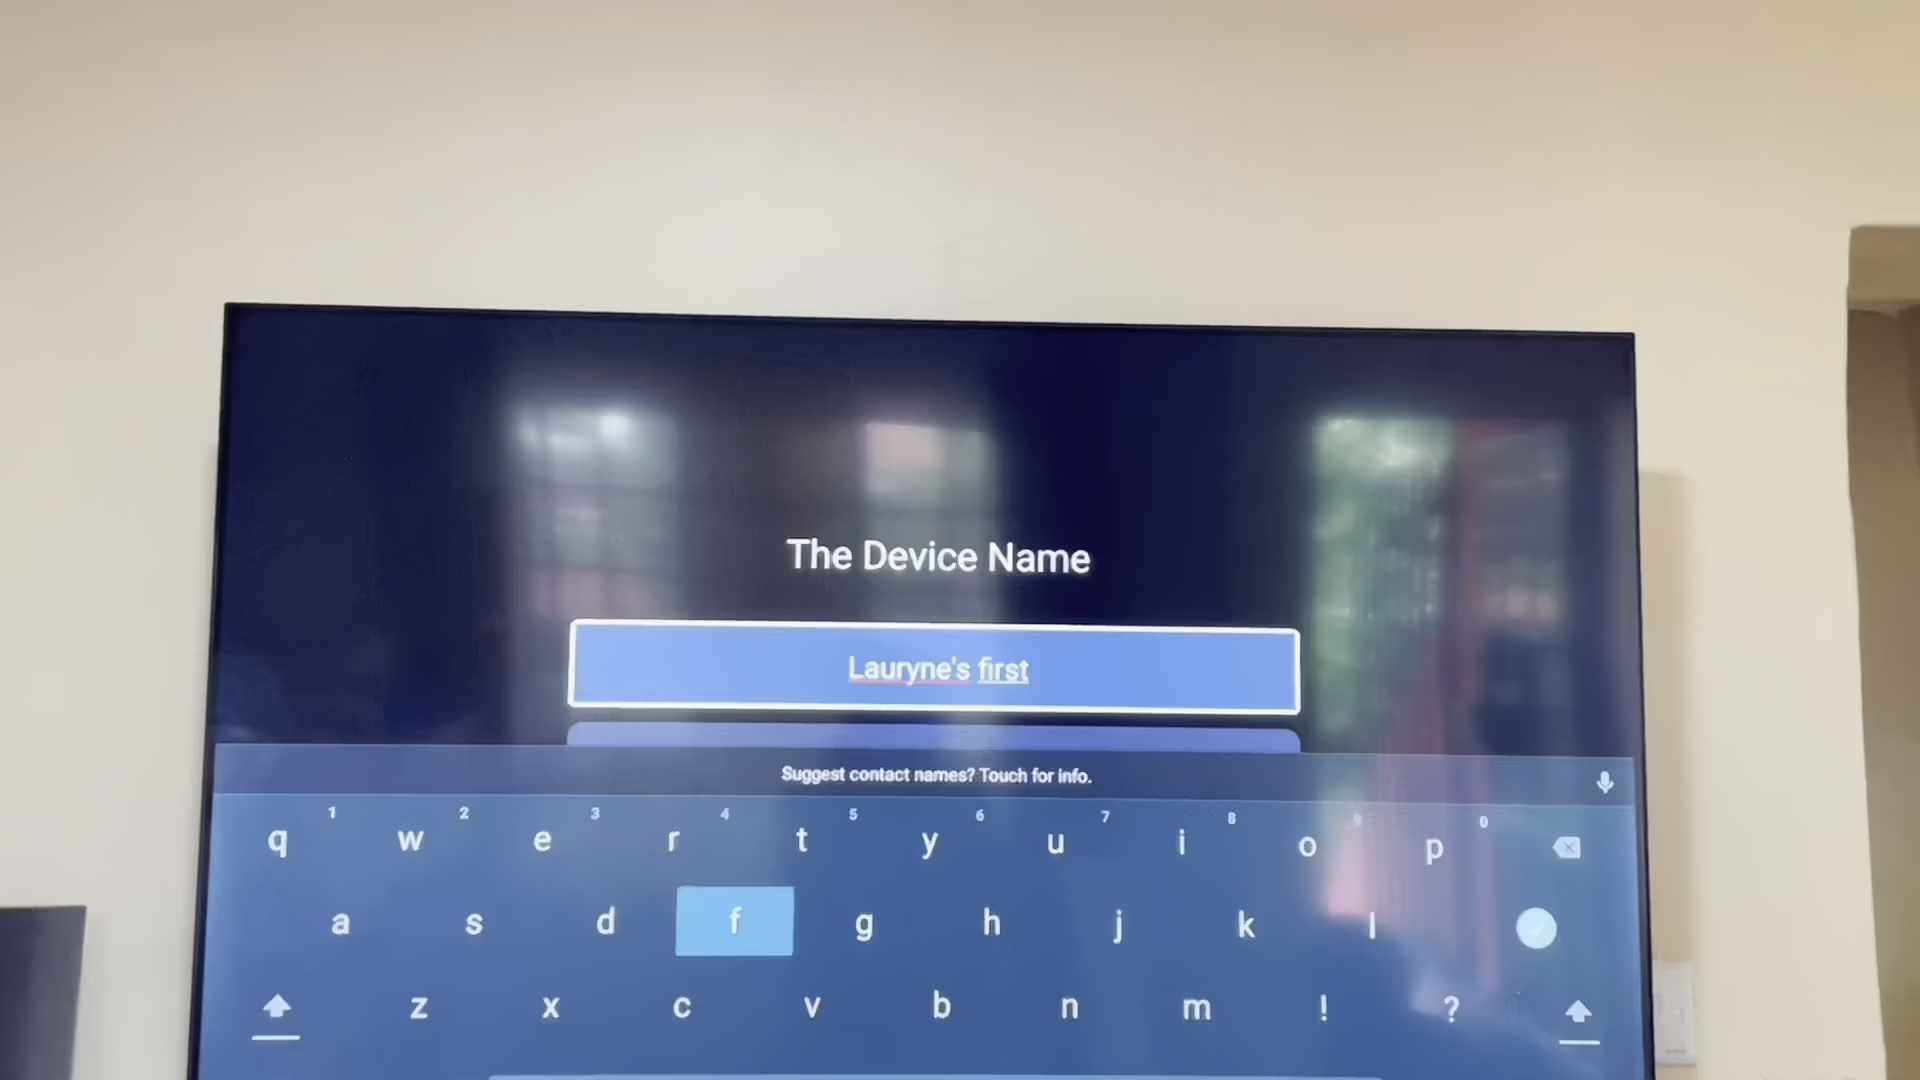 The Device Name
Lauryne's first
Suggest contact names? Touch for info.
1 2 3 4 5 6 7 8 9 0
q w e r t y u i o p
a s d f g h j k l
z x c v b n m ! ?